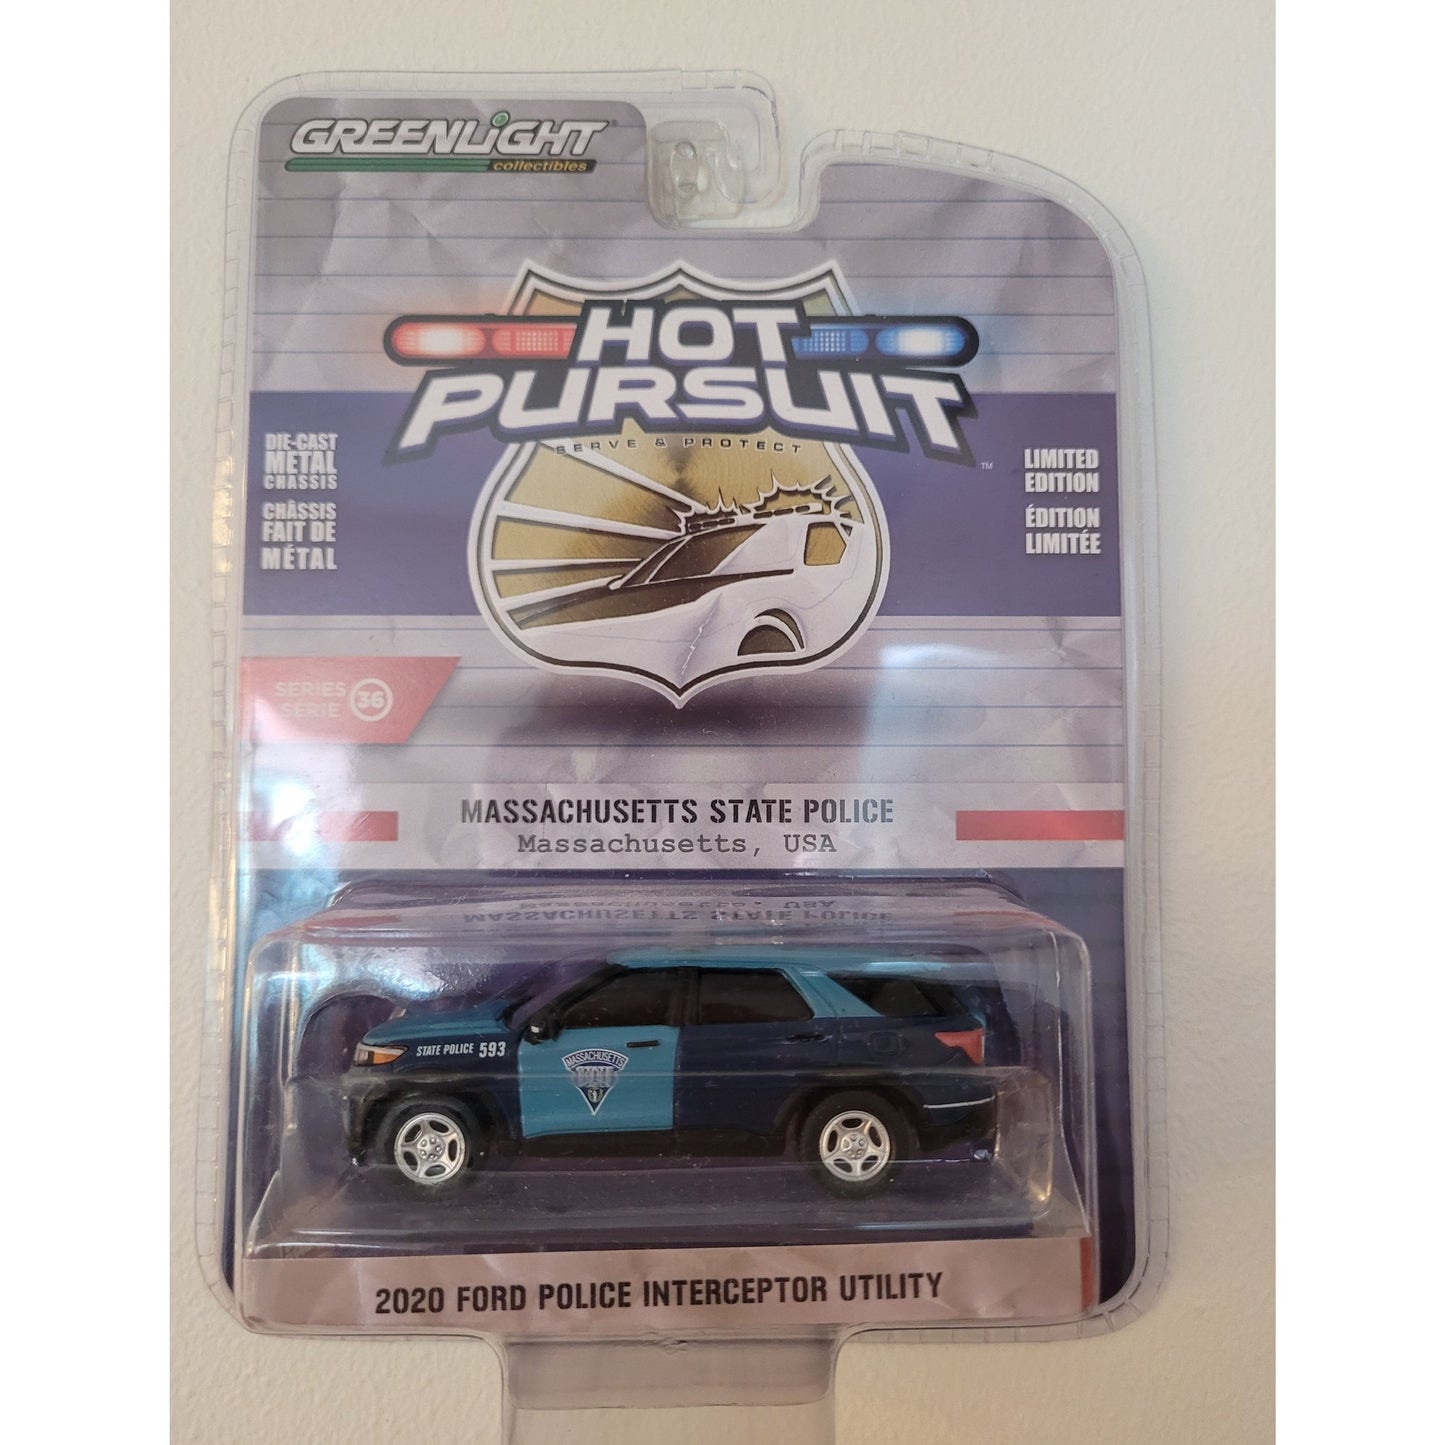 GREENLiGHT
collectibles
HOT
PURSUIT™
SERVE & PROTECT
DIE-CAST
METAL
CHASSIS
CHÂSSIS
FAIT DE
MÉTAL
LIMITED
EDITION
ÉDITION
LIMITÉE
SERIES
SERIE
36
MASSACHUSETTS STATE POLICE
Massachusetts, USA
STATE POLICE 593
MASSACHUSETTS
2020 FORD POLICE INTERCEPTOR UTILITY